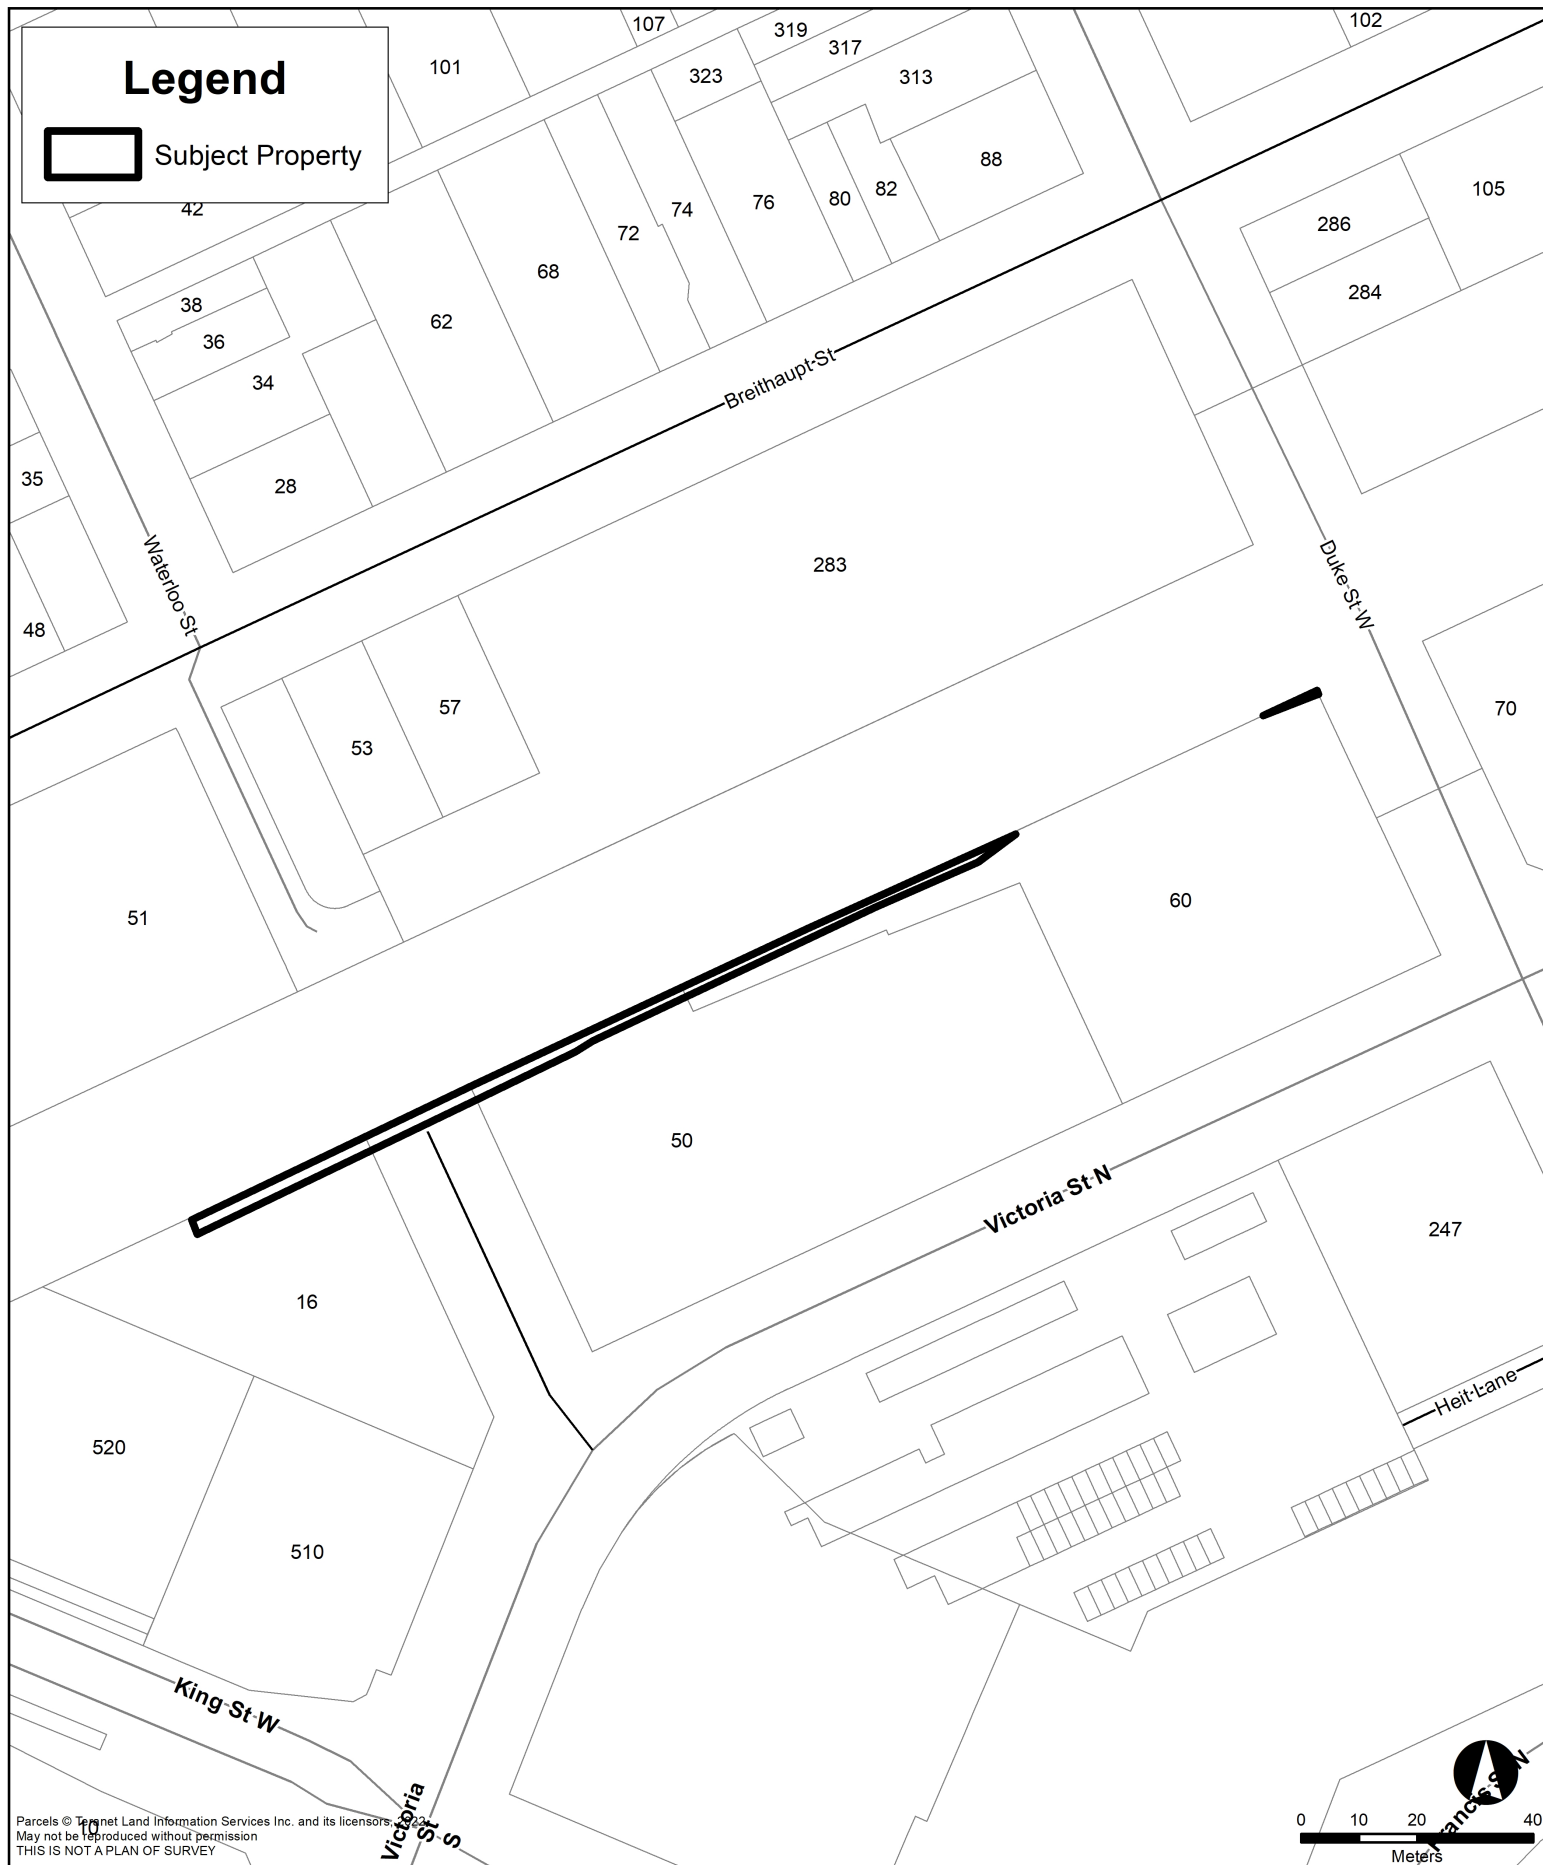 Legend
Subject Property
107
319
102
101
323
317
313
88
105
42
74
76
80
82
72
286
68
284
38
62
36
34
Breithaupt St
35
28
Waterloo St
283
Duke St W
48
57
70
53
51
60
50
Victoria St N
247
16
Heit Lane
520
510
King St W
Victoria
St
S
Francis St N
10
Parcels © Teranet Land Information Services Inc. and its licensors, 2022
May not be reproduced without permission
THIS IS NOT A PLAN OF SURVEY
0 10 20 40
Meters